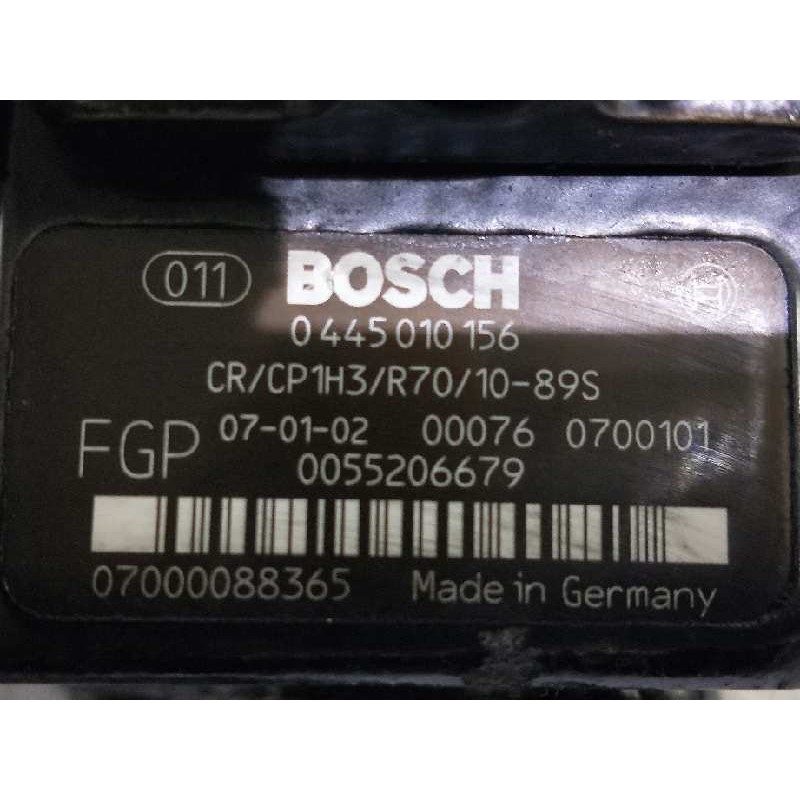 011 BOSCH
0 445 010 156
CR/CP1H3/R70/10-89S
FGP 07-01-02 00076 0700101
0055206679
07000088365 Made in Germany